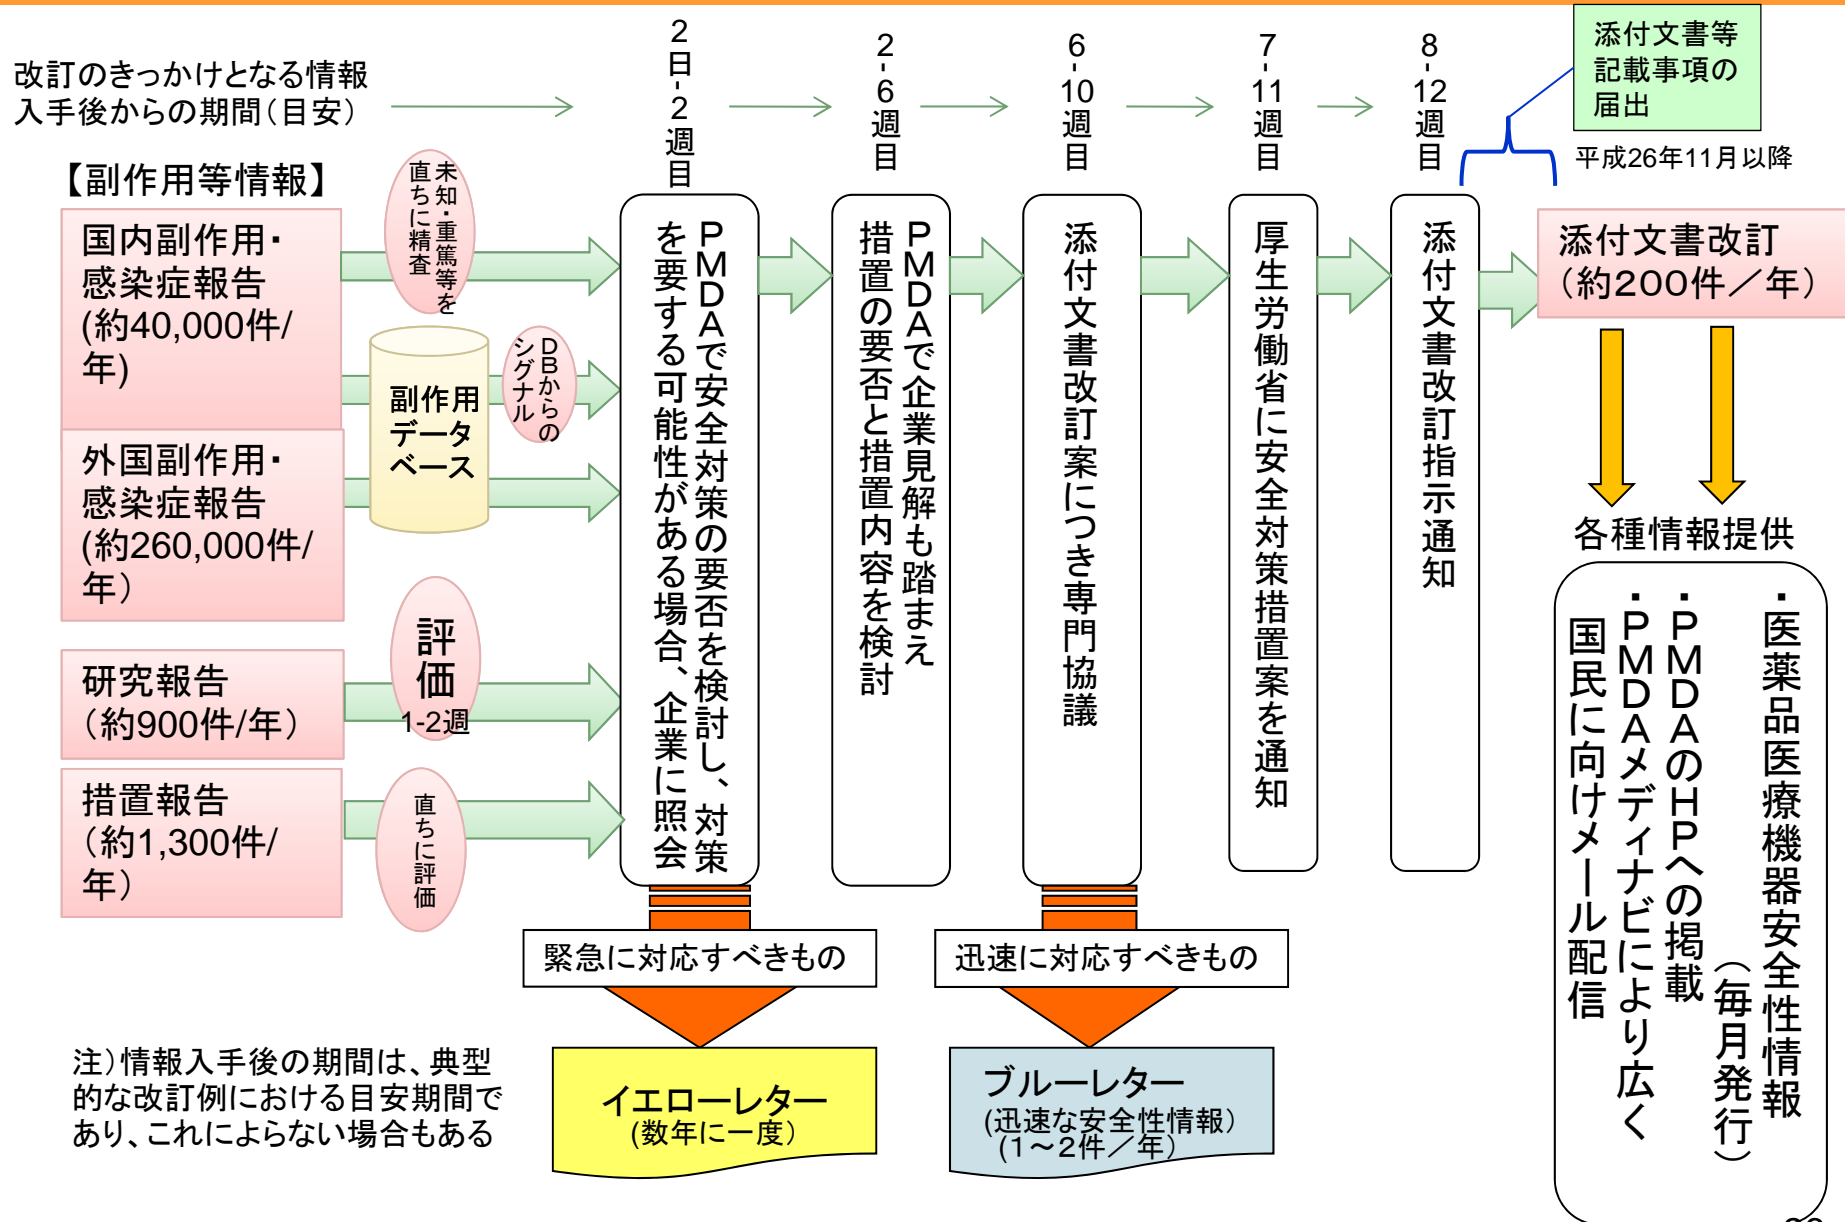 改訂のきっかけとなる情報
入手後からの期間（目安）
2日-2週目
2-6週目
6-10週目
7-11週目
8-12週目
添付文書等
記載事項の
届出
平成26年11月以降
【副作用等情報】
国内副作用・
感染症報告
(約40,000件/
年)
外国副作用・
感染症報告
(約260,000件/
年）
研究報告
（約900件/年）
措置報告
（約1,300件/
年）
未知・重篤等を
直ちに精査
副作用
データ
ベース
DBからの
シグナル
評価
1-2週
直ちに評価
ＰＭＤＡで安全対策の要否を検討し、対策
を要する可能性がある場合、企業に照会
ＰＭＤＡで企業見解も踏まえ
措置の要否と措置内容を検討
添付文書改訂案につき専門協議
厚生労働省に安全対策措置案を通知
添付文書改訂指示通知
添付文書改訂
（約２００件／年）
各種情報提供
・医薬品医療機器安全性情報
（毎月発行）
・ＰＭＤＡのＨＰへの掲載
・ＰＭＤＡメディナビにより広く
国民に向けメール配信
緊急に対応すべきもの
迅速に対応すべきもの
イエローレター
(数年に一度）
ブルーレター
(迅速な安全性情報）
(１～２件／年）
注）情報入手後の期間は、典型
的な改訂例における目安期間で
あり、これによらない場合もある